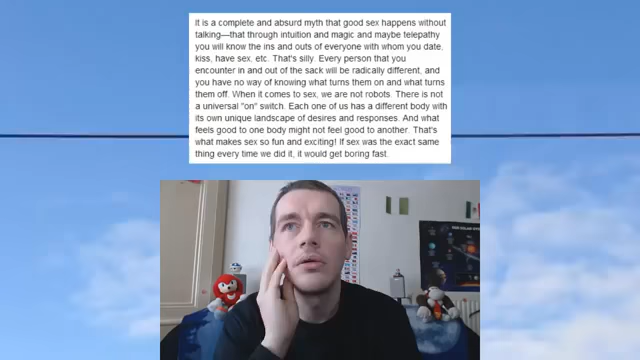 It is a complete and absurd myth that good sex happens without
talking—that through intuition and magic and maybe telepathy
you will know the ins and outs of everyone with whom you date,
kiss, have sex, etc. That's silly. Every person that you
encounter in and out of the sack will be radically different, and
you have no way of knowing what turns them on and what turns
them off. When it comes to sex, we are not robots. There is not
a universal "on" switch. Each one of us has a different body with
its own unique landscape of desires and responses. And what
feels good to one body might not feel good to another. That's
what makes sex so fun and exciting! If sex was the exact same
thing every time we did it, it would get boring fast.